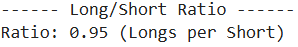 ------ Long/Short Ratio ------
Ratio: 0.95 (Longs per Short)